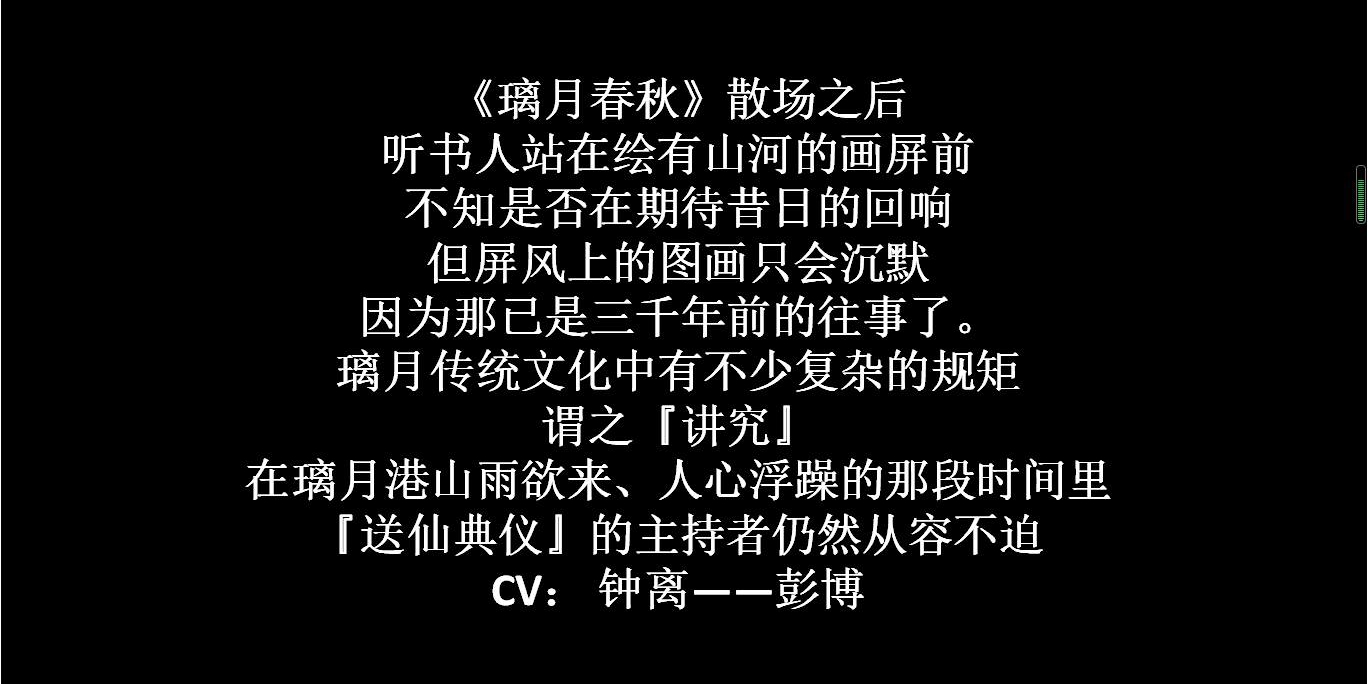 《璃月春秋》散场之后
听书人站在绘有山河的画屏前
不知是否在期待昔日的回响
但屏风上的图画只会沉默
因为那已是三千年前的往事了。
璃月传统文化中有不少复杂的规矩
谓之『讲究』
在璃月港山雨欲来、人心浮躁的那段时间里
『送仙典仪』的主持者仍然从容不迫
CV： 钟离——彭博